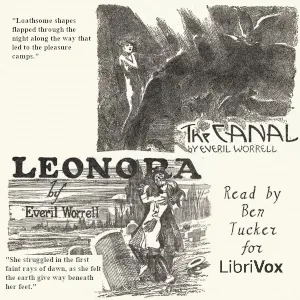 "Loathsome shapes
flapped through the
night along the way that
led to the pleasure
camps."
The CANAL
BY EVERIL WORRELL
LEONORA
by
Everil Worrell
Read by
Ben
Tucker
for
LibriVox
"She struggled in the first
faint rays of dawn, as she felt
the earth give way beneath
her feet."